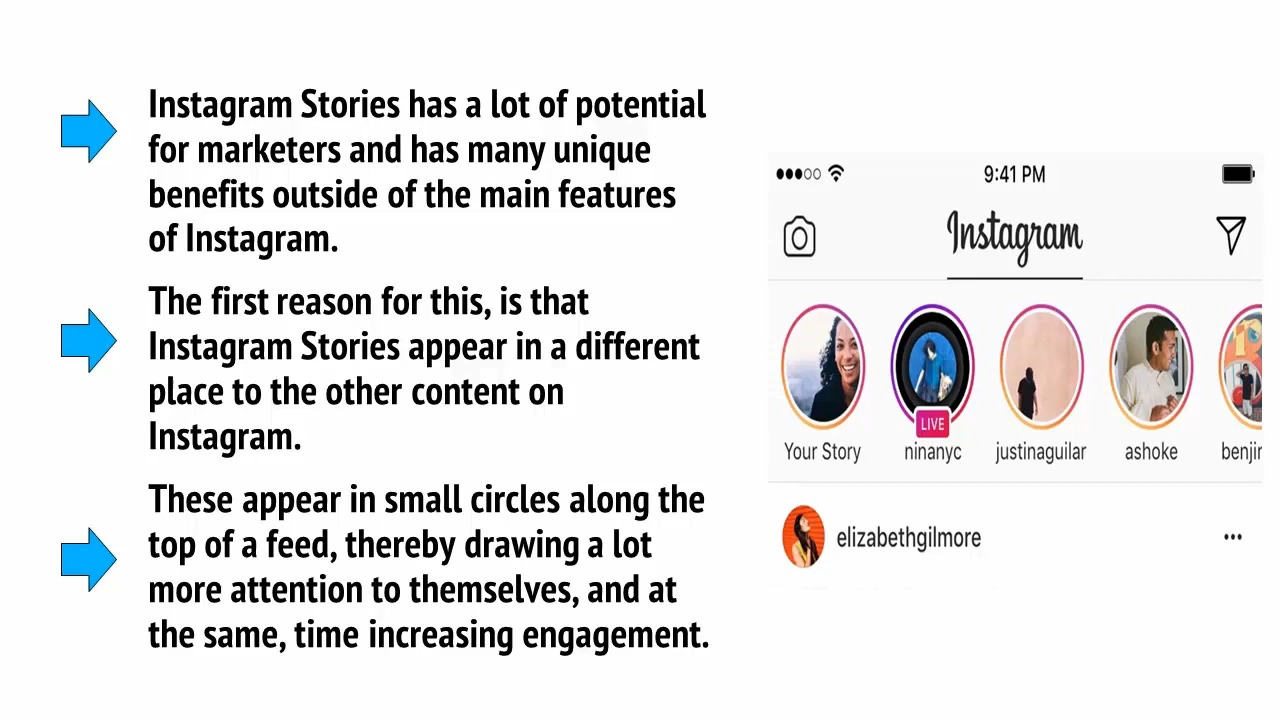 Instagram Stories has a lot of potential
for marketers and has many unique
benefits outside of the main features
of Instagram.
The first reason for this, is that
Instagram Stories appear in a different
place to the other content on
Instagram.
These appear in small circles along the
top of a feed, thereby drawing a lot
more attention to themselves, and at
the same, time increasing engagement.
9:41 PM
Instagram
LIVE
Your Story
ninanyc
justinaguilar
ashoke
benjin
elizabethgilmore